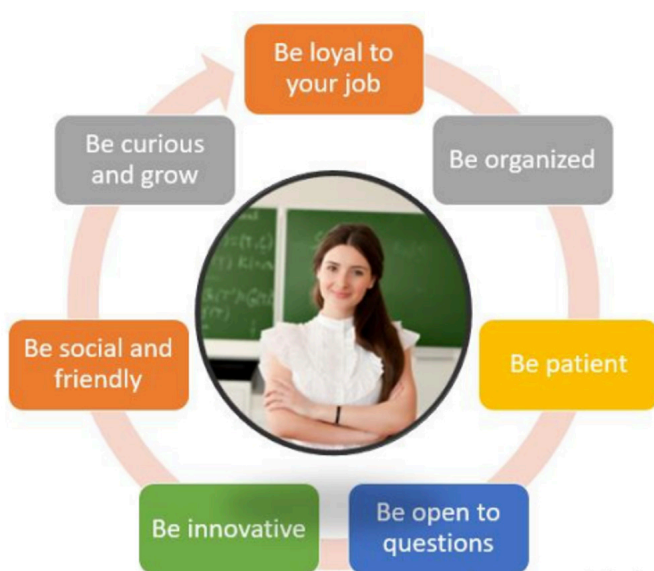 Be loyal to
your job
Be organized
Be patient
Be open to
questions
Be innovative
Be social and
friendly
Be curious
and grow